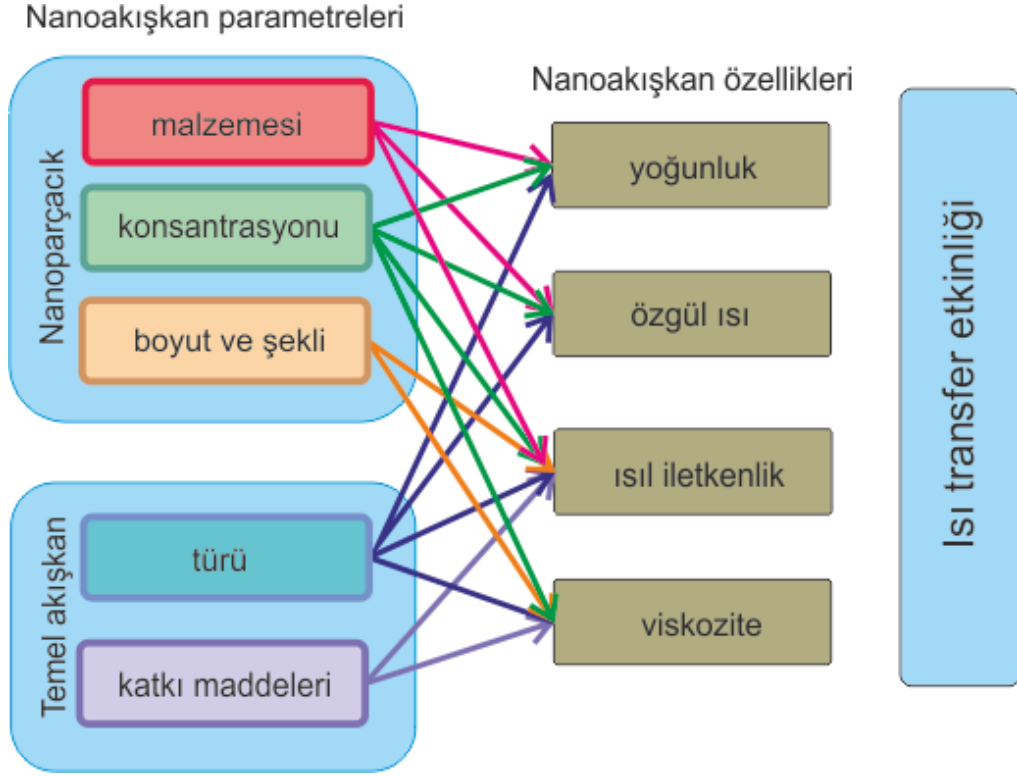 Nanoakışkan parametreleri
Nanoparçacık
malzemesi
konsantrasyonu
boyut ve şekli
Temel akışkan
türü
katkı maddeleri
Nanoakışkan özellikleri
yoğunluk
özgül ısı
ısıl iletkenlik
viskozite
Isı transfer etkinliği